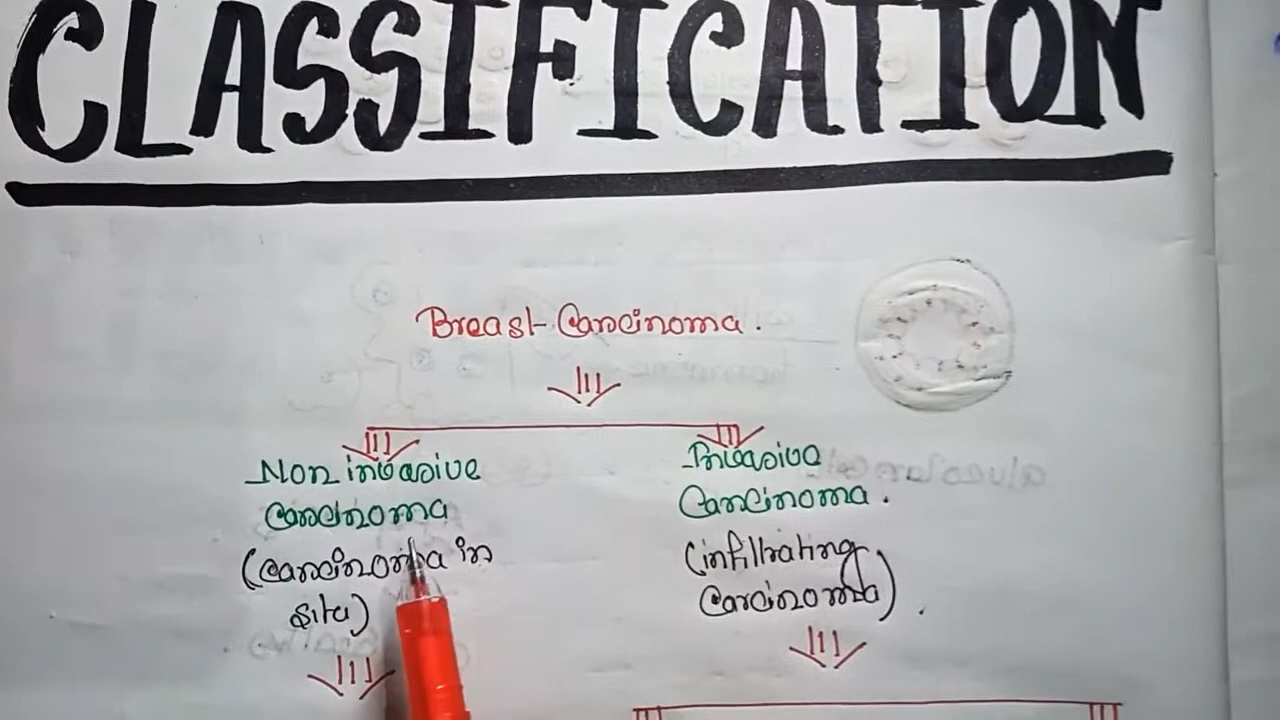 CLASSIFICATION
Breast Carcinoma.
Non invasive
Carcinoma
(Carcinoma in
situ)
Invasive
Carcinoma.
(infiltrating
Carcinoma).